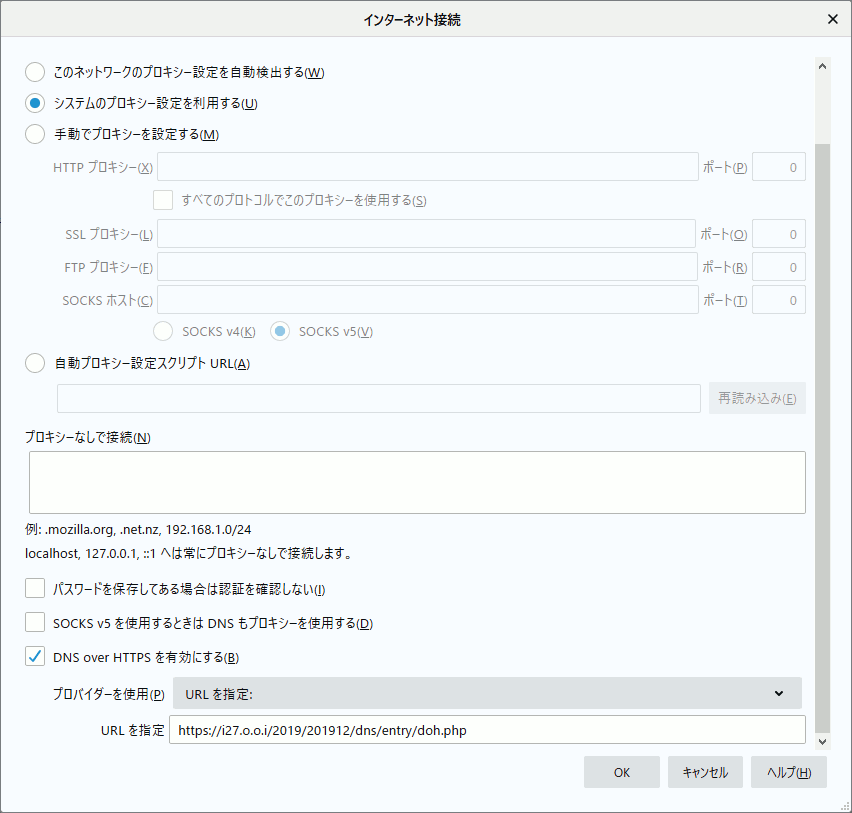 インターネット接続
このネットワークのプロキシー設定を自動検出する(W)
システムのプロキシー設定を利用する(U)
手動でプロキシーを設定する(M)
HTTP プロキシー(X) ポート(P) 0
すべてのプロトコルでこのプロキシーを使用する(S)
SSL プロキシー(L) ポート(O) 0
FTP プロキシー(F) ポート(R) 0
SOCKS ホスト(C) ポート(T) 0
SOCKS v4(K) SOCKS v5(V)
自動プロキシー設定スクリプト URL(A)
再読み込み(E)
プロキシーなしで接続(N)
例: .mozilla.org, .net.nz, 192.168.1.0/24
localhost, 127.0.0.1, ::1 へは常にプロキシーなしで接続します。
パスワードを保存してある場合は認証を確認しない(I)
SOCKS v5 を使用するときは DNS もプロキシーを使用する(D)
DNS over HTTPS を有効にする(B)
プロバイダーを使用(P) URL を指定:
URL を指定 https://i27.o.o.i/2019/201912/dns/entry/doh.php
OK キャンセル ヘルプ(H)